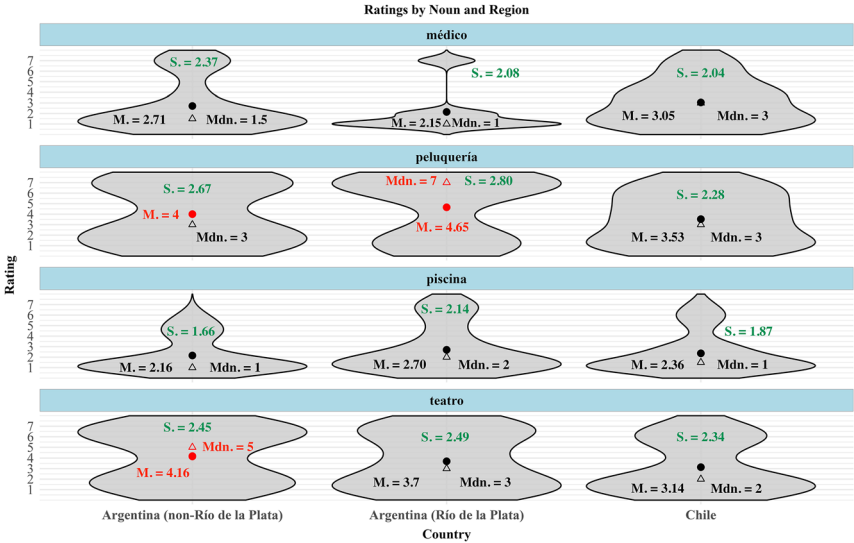 Ratings by Noun and Region
médico
7
6
5
4
3
2
1
S. = 2.37
M. = 2.71
Mdn. = 1.5
S. = 2.08
M. = 2.15
Mdn. = 1
S. = 2.04
M. = 3.05
Mdn. = 3
peluquería
7
6
5
4
3
2
1
S. = 2.67
M. = 4
Mdn. = 3
Mdn. = 7
S. = 2.80
M. = 4.65
S. = 2.28
M. = 3.53
Mdn. = 3
piscina
7
6
5
4
3
2
1
S. = 1.66
M. = 2.16
Mdn. = 1
S. = 2.14
M. = 2.70
Mdn. = 2
S. = 1.87
M. = 2.36
Mdn. = 1
teatro
7
6
5
4
3
2
1
S. = 2.45
Mdn. = 5
M. = 4.16
S. = 2.49
M. = 3.7
Mdn. = 3
S. = 2.34
M. = 3.14
Mdn. = 2
Rating
Argentina (non-Río de la Plata)
Argentina (Río de la Plata)
Chile
Country